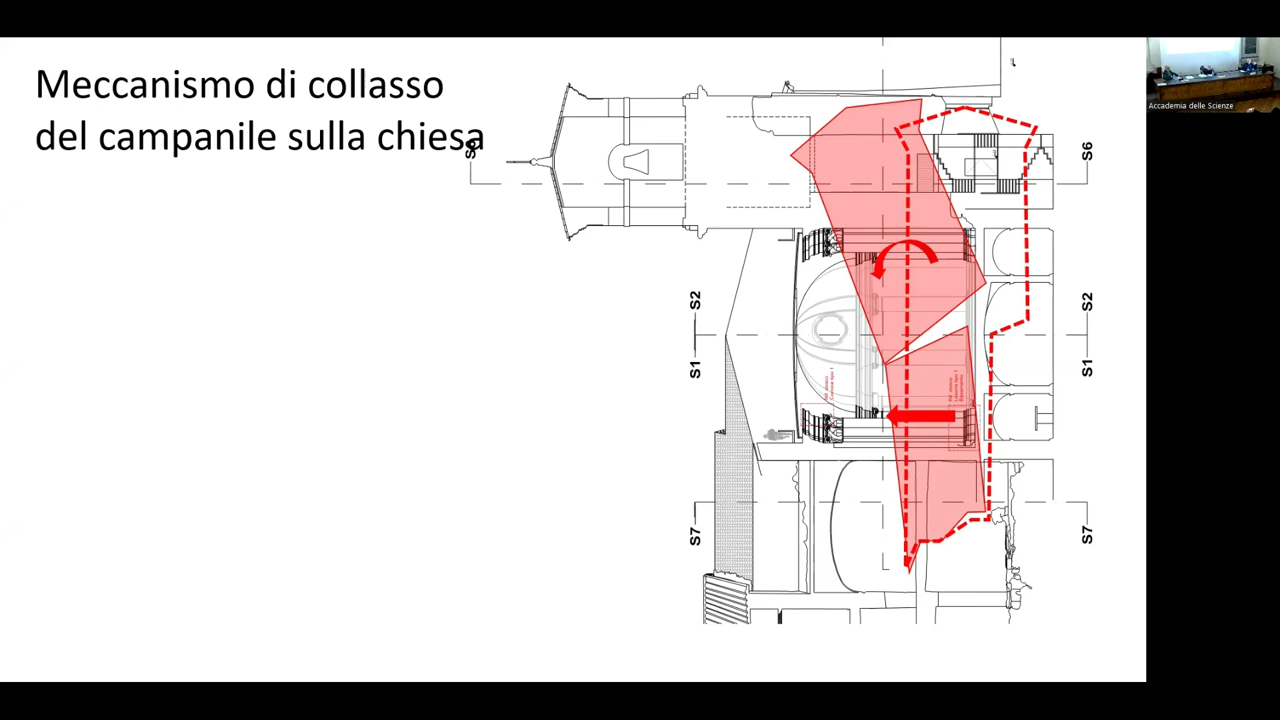 Meccanismo di collasso
del campanile sulla chiesa
S6
S6
S2
S1
S2
S1
S7
S7
Accademia delle Scienze